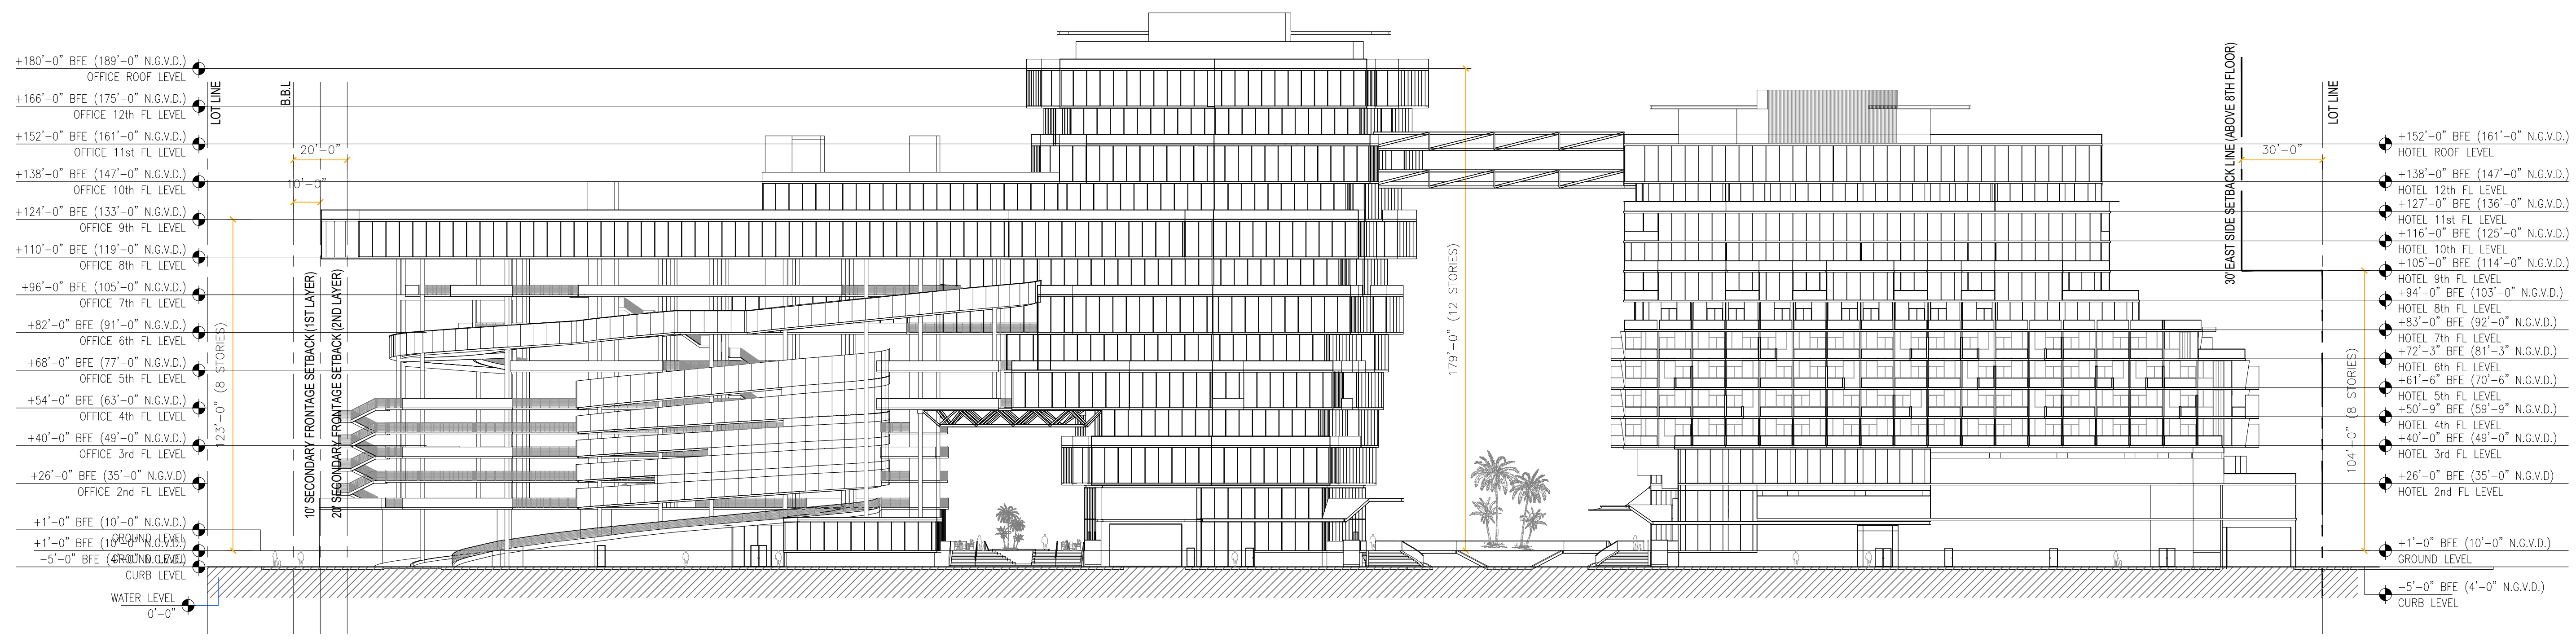 +180'-0" BFE (189'-0" N.G.V.D.)
OFFICE ROOF LEVEL
+166'-0" BFE (175'-0" N.G.V.D.)
OFFICE 12th FL LEVEL
+152'-0" BFE (161'-0" N.G.V.D.)
OFFICE 11st FL LEVEL
+138'-0" BFE (147'-0" N.G.V.D.)
OFFICE 10th FL LEVEL
+124'-0" BFE (133'-0" N.G.V.D.)
OFFICE 9th FL LEVEL
+110'-0" BFE (119'-0" N.G.V.D.)
OFFICE 8th FL LEVEL
+96'-0" BFE (105'-0" N.G.V.D.)
OFFICE 7th FL LEVEL
+82'-0" BFE (91'-0" N.G.V.D.)
OFFICE 6th FL LEVEL
+68'-0" BFE (77'-0" N.G.V.D.)
OFFICE 5th FL LEVEL
+54'-0" BFE (63'-0" N.G.V.D.)
OFFICE 4th FL LEVEL
+40'-0" BFE (49'-0" N.G.V.D.)
OFFICE 3rd FL LEVEL
+26'-0" BFE (35'-0" N.G.V.D)
OFFICE 2nd FL LEVEL
+1'-0" BFE (10'-0" N.G.V.D.)
GROUND LEVEL
+1'-0" BFE (10'-0" N.G.V.D.)
GROUND LEVEL
-5'-0" BFE (4'-0" N.G.V.D.)
CURB LEVEL
WATER LEVEL
0'-0"
LOT LINE
B.B.L
20'-0"
10'-0"
123'-0" (8 STORIES)
10' SECONDARY FRONTAGE SETBACK (1ST LAYER)
20' SECONDARY FRONTAGE SETBACK (2ND LAYER)
179'-0" (12 STORIES)
30' EAST SIDE SETBACK LINE (ABOVE 8TH FLOOR)
30'-0"
LOT LINE
104'-0" (8 STORIES)
+152'-0" BFE (161'-0" N.G.V.D.)
HOTEL ROOF LEVEL
+138'-0" BFE (147'-0" N.G.V.D.)
HOTEL 12th FL LEVEL
+127'-0" BFE (136'-0" N.G.V.D.)
HOTEL 11st FL LEVEL
+116'-0" BFE (125'-0" N.G.V.D.)
HOTEL 10th FL LEVEL
+105'-0" BFE (114'-0" N.G.V.D.)
HOTEL 9th FL LEVEL
+94'-0" BFE (103'-0" N.G.V.D.)
HOTEL 8th FL LEVEL
+83'-0" BFE (92'-0" N.G.V.D.)
HOTEL 7th FL LEVEL
+72'-3" BFE (81'-3" N.G.V.D.)
HOTEL 6th FL LEVEL
+61'-6" BFE (70'-6" N.G.V.D.)
HOTEL 5th FL LEVEL
+50'-9" BFE (59'-9" N.G.V.D.)
HOTEL 4th FL LEVEL
+40'-0" BFE (49'-0" N.G.V.D.)
HOTEL 3rd FL LEVEL
+26'-0" BFE (35'-0" N.G.V.D)
HOTEL 2nd FL LEVEL
+1'-0" BFE (10'-0" N.G.V.D.)
GROUND LEVEL
-5'-0" BFE (4'-0" N.G.V.D.)
CURB LEVEL